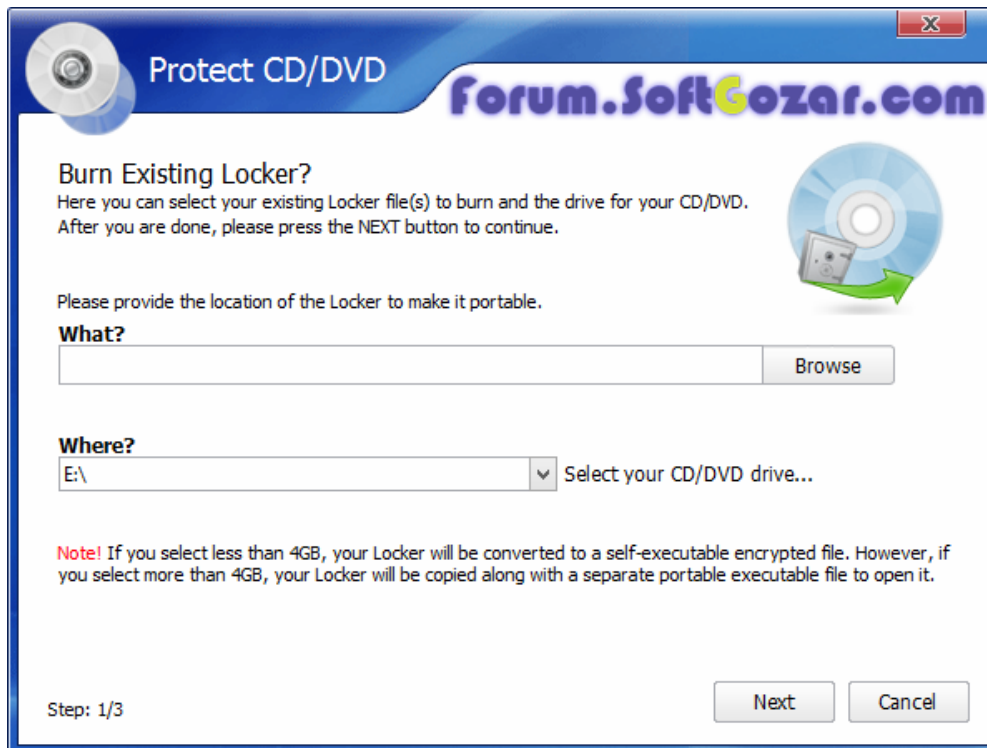 Protect CD/DVD
Forum.SoftGozar.com
Burn Existing Locker?
Here you can select your existing Locker file(s) to burn and the drive for your CD/DVD.
After you are done, please press the NEXT button to continue.
Please provide the location of the Locker to make it portable.
What?
Browse
Where?
E:\ Select your CD/DVD drive...
Note! If you select less than 4GB, your Locker will be converted to a self-executable encrypted file. However, if
you select more than 4GB, your Locker will be copied along with a separate portable executable file to open it.
Step: 1/3 Next Cancel